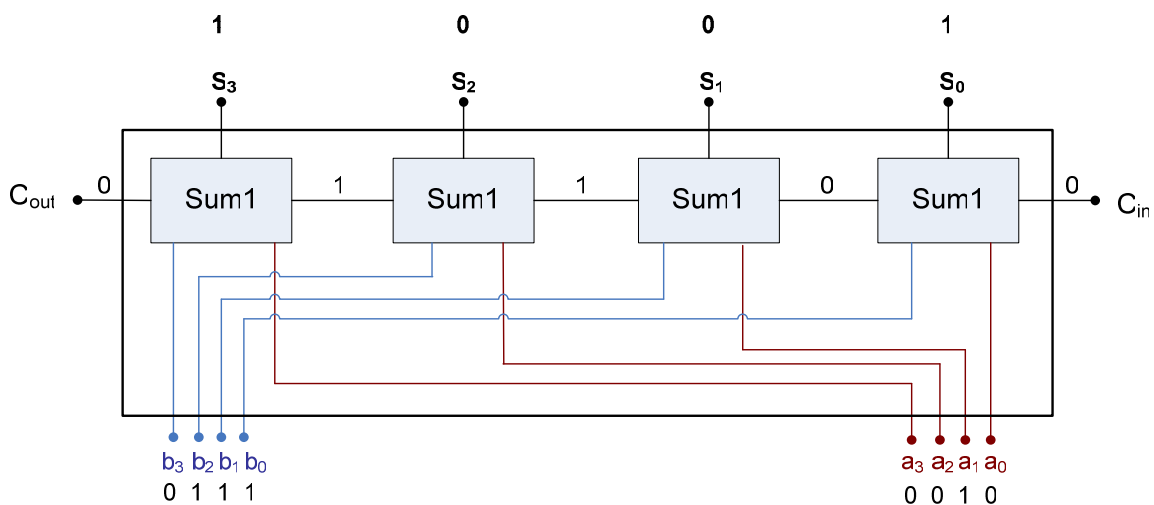 1 0 0 1
S₃ S₂ S₁ S₀
Cout 0 Sum1 1 Sum1 1 Sum1 0 Sum1 0 Cin
b₃ b₂ b₁ b₀ a₃ a₂ a₁ a₀
0 1 1 1 0 0 1 0